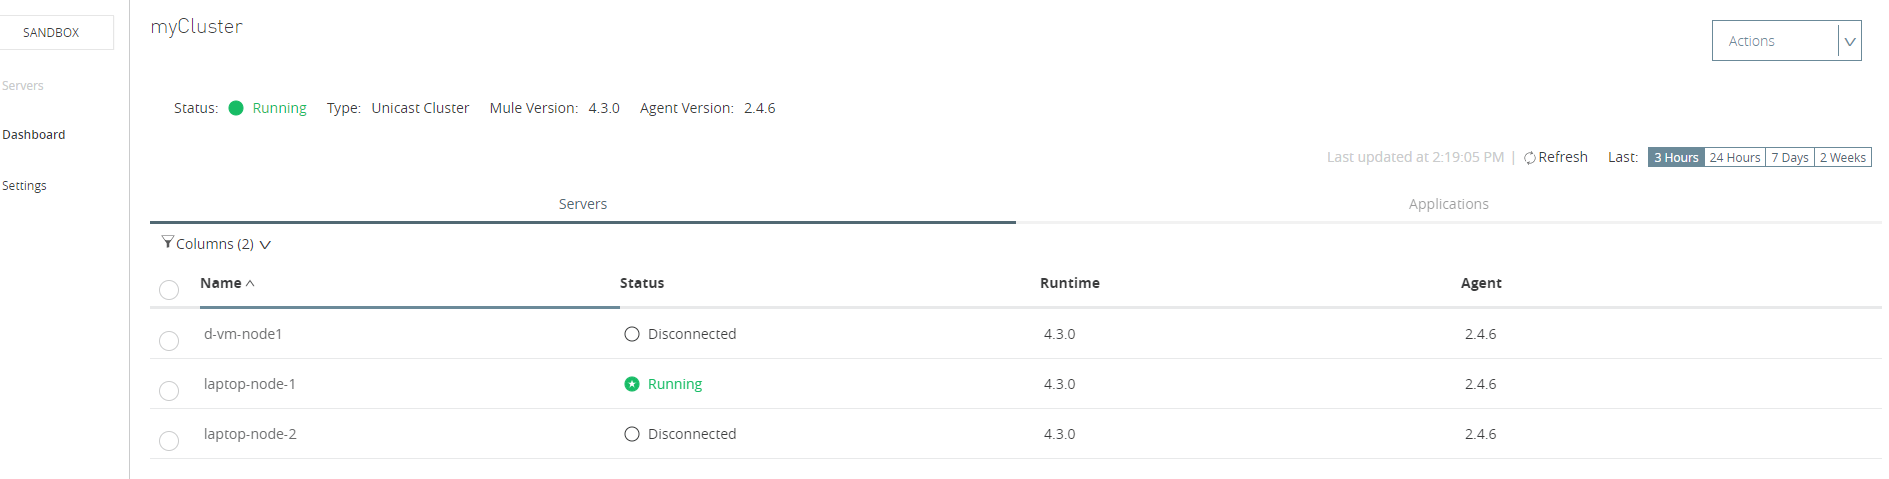 SANDBOX
Servers
Dashboard
Settings
myCluster
Actions
Status: Running Type: Unicast Cluster Mule Version: 4.3.0 Agent Version: 2.4.6
Last updated at 2:19:05 PM | Refresh Last: 3 Hours 24 Hours 7 Days 2 Weeks
Servers Applications
Columns (2)
Name Status Runtime Agent
d-vm-node1 Disconnected 4.3.0 2.4.6
laptop-node-1 Running 4.3.0 2.4.6
laptop-node-2 Disconnected 4.3.0 2.4.6